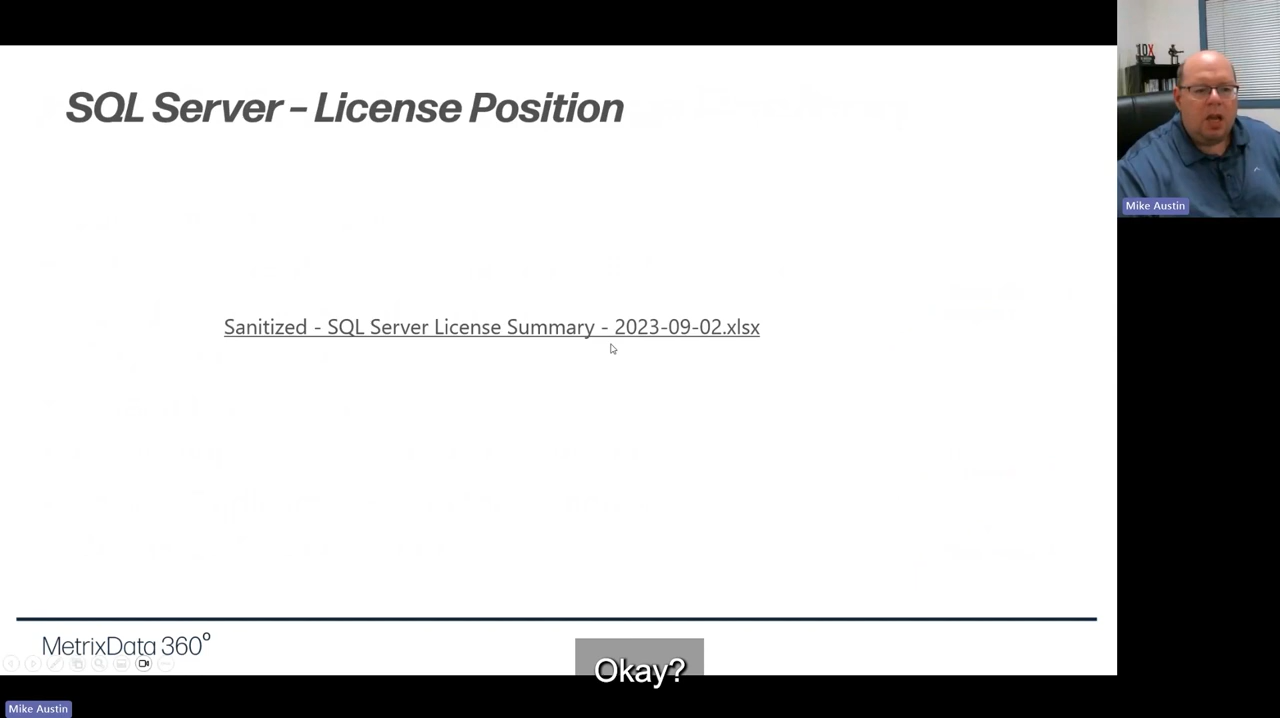 SQL Server – License Position
10X
Mike Austin
Sanitized - SQL Server License Summary - 2023-09-02.xlsx
MetrixData 360°
Okay?
Mike Austin